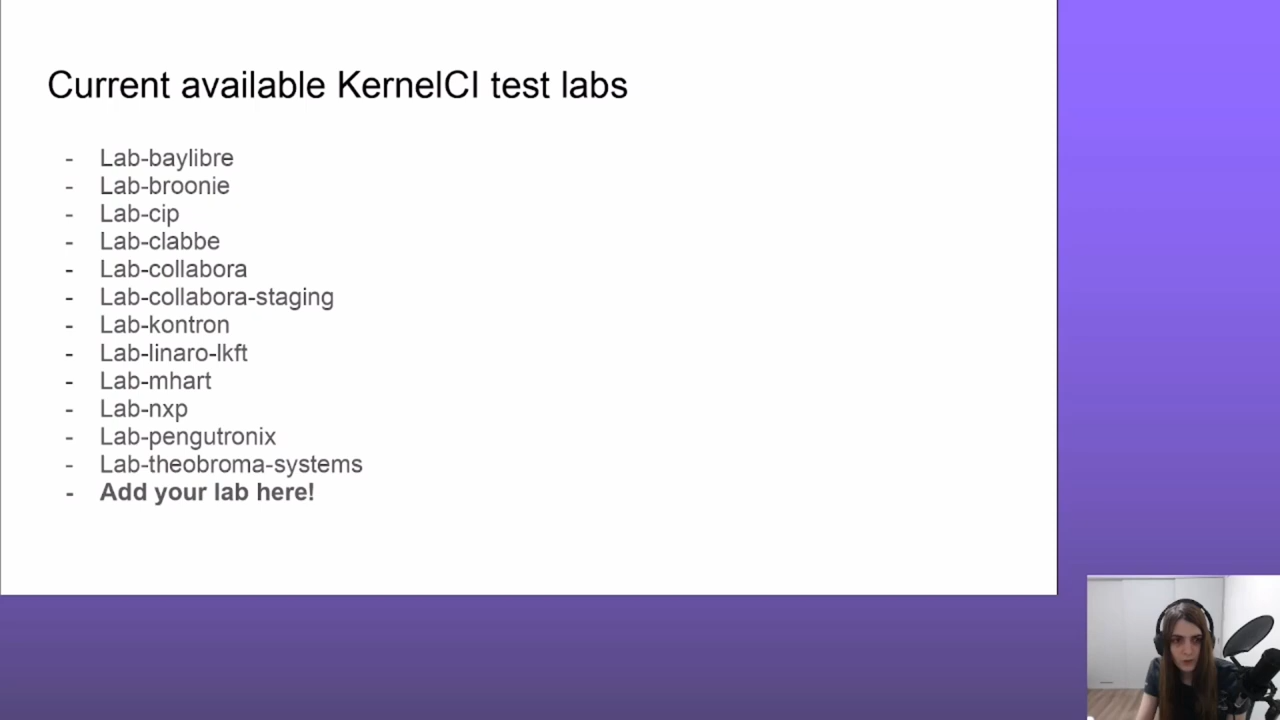 Current available KernelCI test labs
- Lab-baylibre
- Lab-broonie
- Lab-cip
- Lab-clabbe
- Lab-collabora
- Lab-collabora-staging
- Lab-kontron
- Lab-linaro-lkft
- Lab-mhart
- Lab-nxp
- Lab-pengutronix
- Lab-theobroma-systems
- Add your lab here!